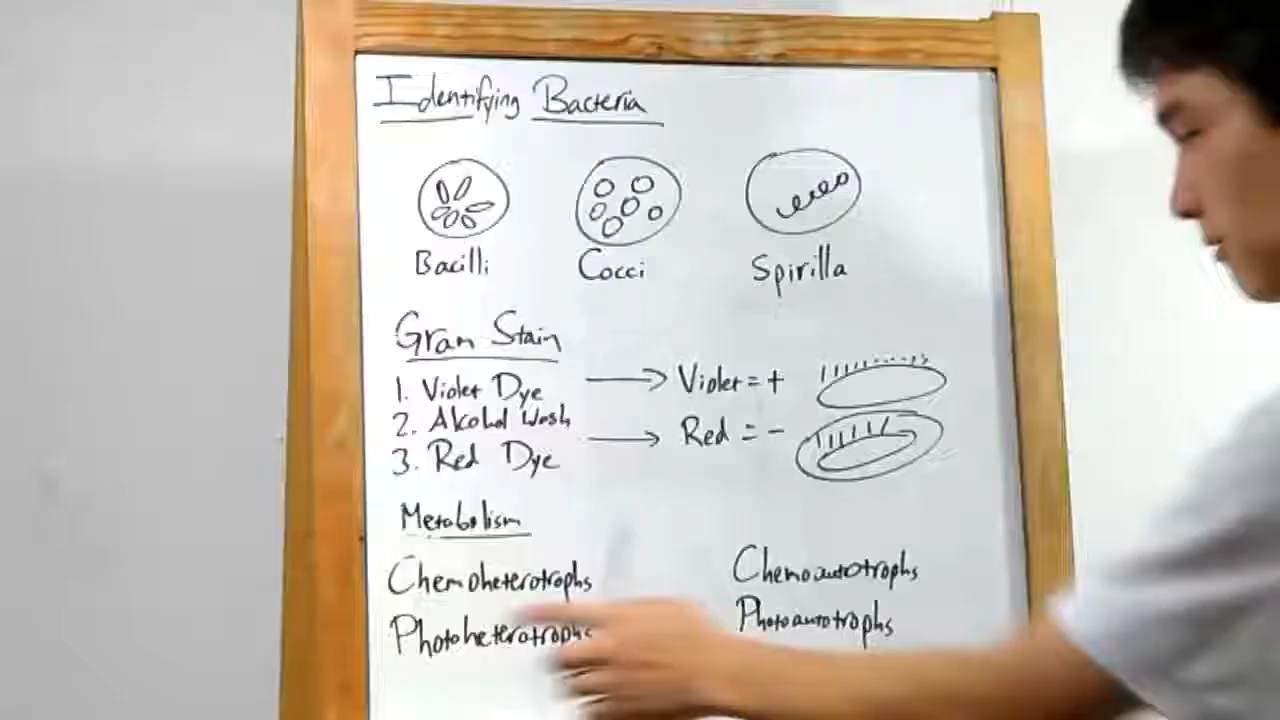 Identifying Bacteria
Bacilli Cocci Spirilla
Gram Stain
1. Violet Dye → Violet = +
2. Alcohol Wash
→ Red = -
3. Red Dye
Metabolism
Chemoheterotrophs Chemoautotrophs
Photoheterotrophs Photoautotrophs